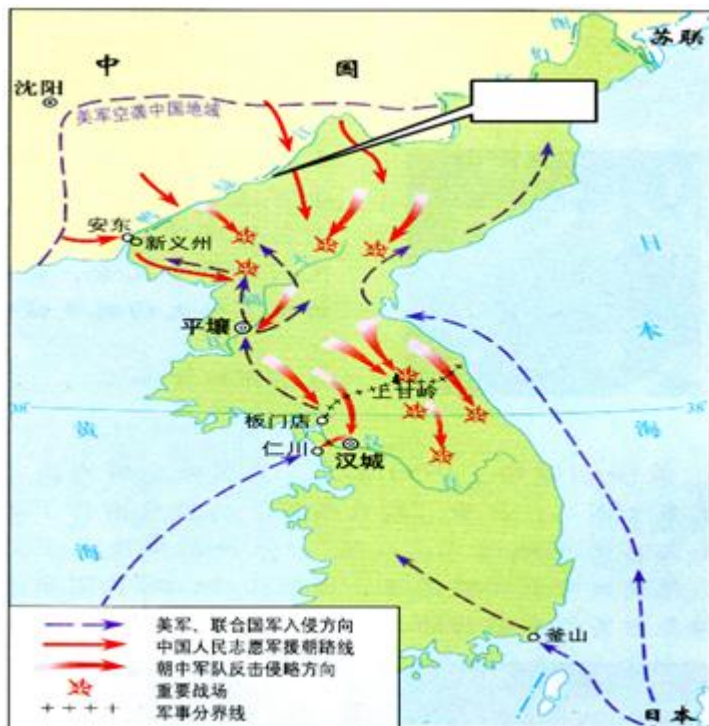 苏联
中 国
沈阳
美军空袭中国地域
安东
新义州
日
本
海
平壤
上甘岭
38°
38°
板门店
黄
海
仁川
汉城
汉
江
釜山
日本
美军、联合国军入侵方向
中国人民志愿军援朝路线
朝中军队反击侵略方向
重要战场
军事分界线